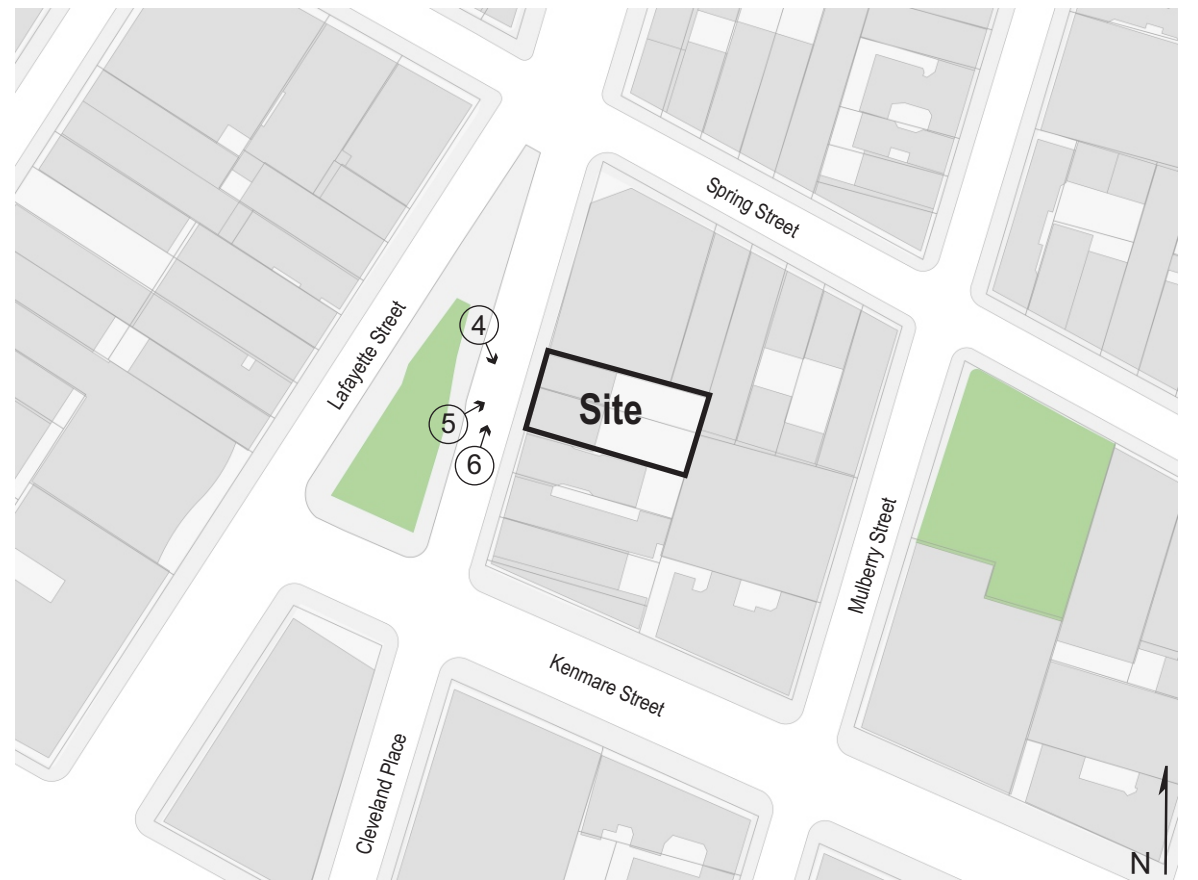 Spring Street
Lafayette Street
4
5
6
Site
Mulberry Street
Kenmare Street
Cleveland Place
N